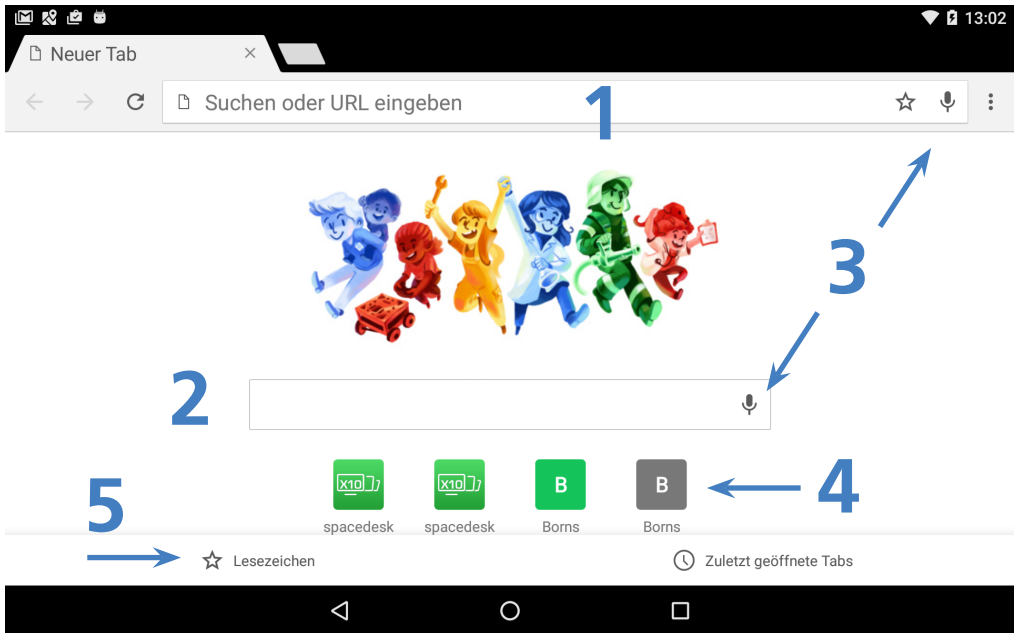 13:02
Neuer Tab
Suchen oder URL eingeben
1
3
2
X10 X10 B B
4
spacedesk spacedesk Borns Borns
5
Lesezeichen Zuletzt geöffnete Tabs